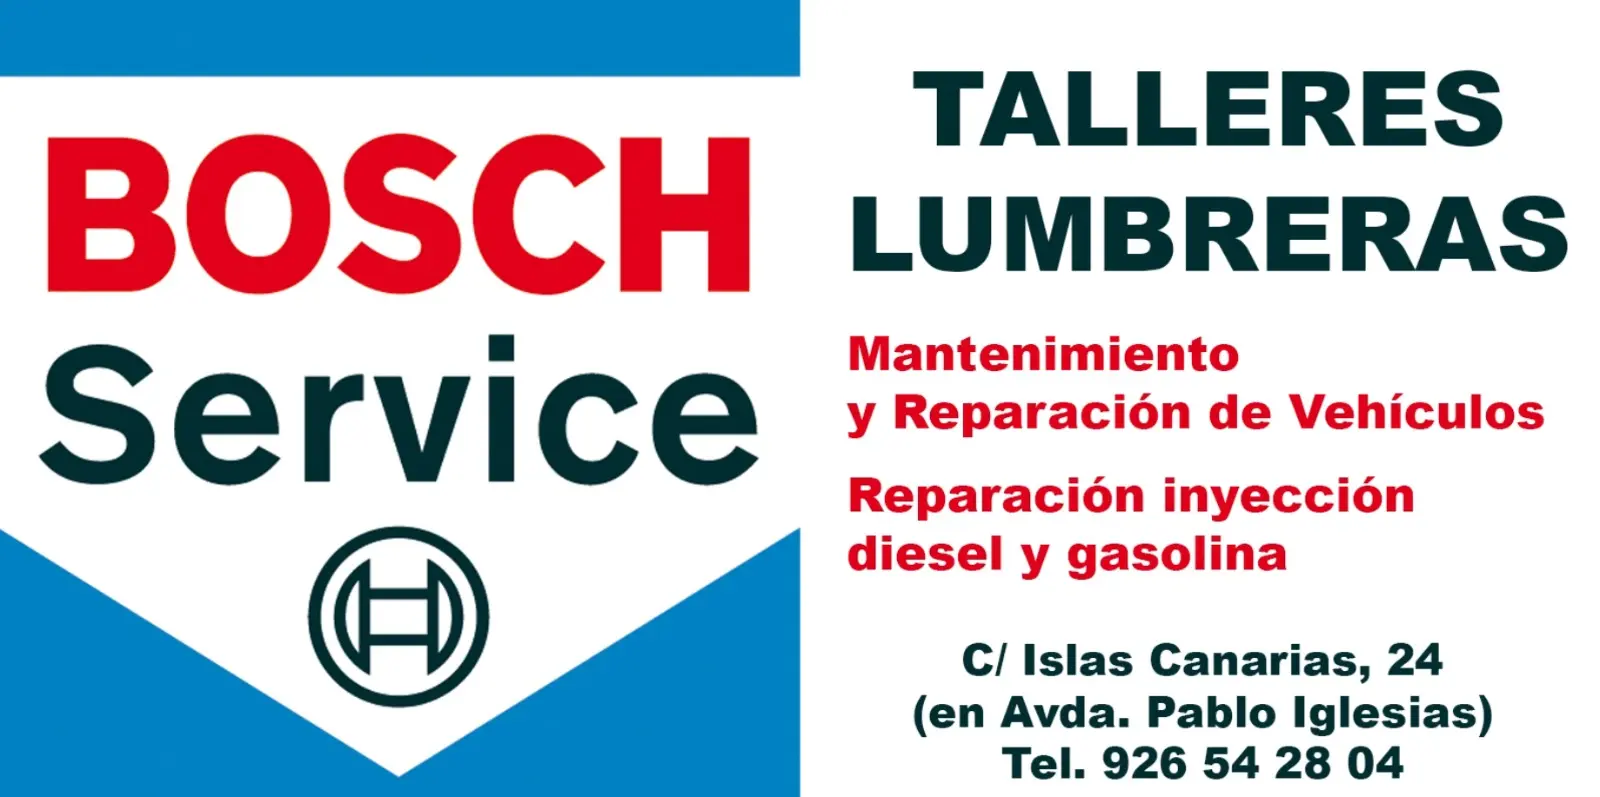 BOSCH
Service
TALLERES
LUMBRERAS
Mantenimiento
y Reparación de Vehículos
Reparación inyección
diesel y gasolina
C/ Islas Canarias, 24
(en Avda. Pablo Iglesias)
Tel. 926 54 28 04